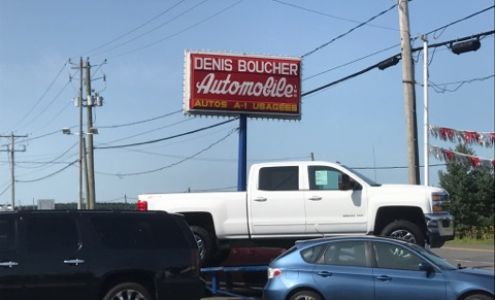 DENIS BOUCHER
Automobile
AUTOS A-1 USAGÉES